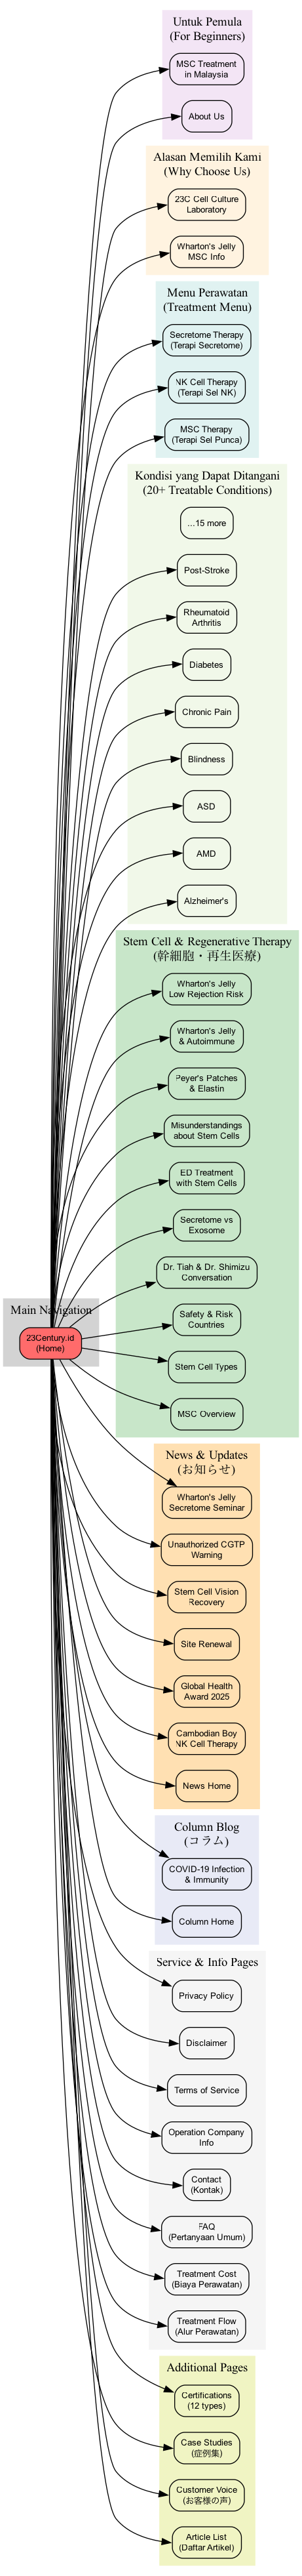 Untuk Pemula
(For Beginners)
MSC Treatment
in Malaysia
About Us
Alasan Memilih Kami
(Why Choose Us)
23C Cell Culture
Laboratory
Wharton's Jelly
MSC Info
Menu Perawatan
(Treatment Menu)
Secretome Therapy
(Terapi Secretome)
NK Cell Therapy
(Terapi Sel NK)
MSC Therapy
(Terapi Sel Punca)
Kondisi yang Dapat Ditangani
(20+ Treatable Conditions)
...15 more
Post-Stroke
Rheumatoid
Arthritis
Diabetes
Chronic Pain
Blindness
ASD
AMD
Alzheimer's
Stem Cell & Regenerative Therapy
(幹細胞・再生医療)
Wharton's Jelly
Low Rejection Risk
Wharton's Jelly
& Autoimmune
Peyer's Patches
& Elastin
Misunderstandings
about Stem Cells
ED Treatment
with Stem Cells
Secretome vs
Exosome
Dr. Tiah & Dr. Shimizu
Conversation
Safety & Risk
Countries
Stem Cell Types
MSC Overview
Main Navigation
23Century.id
(Home)
News & Updates
(お知らせ)
Wharton's Jelly
Secretome Seminar
Unauthorized CGTP
Warning
Stem Cell Vision
Recovery
Site Renewal
Global Health
Award 2025
Cambodian Boy
NK Cell Therapy
News Home
Column Blog
(コラム)
COVID-19 Infection
& Immunity
Column Home
Service & Info Pages
Privacy Policy
Disclaimer
Terms of Service
Operation Company
Info
Contact
(Kontak)
FAQ
(Pertanyaan Umum)
Treatment Cost
(Biaya Perawatan)
Treatment Flow
(Alur Perawatan)
Additional Pages
Certifications
(12 types)
Case Studies
(症例集)
Customer Voice
(お客様の声)
Article List
(Daftar Artikel)